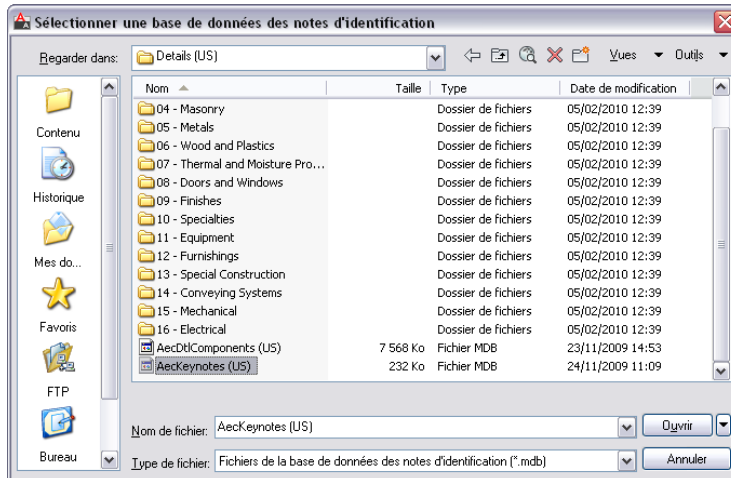 Sélectionner une base de données des notes d'identification
Regarder dans: Details (US) Vues Outils
Nom Taille Type Date de modification
04 - Masonry Dossier de fichiers 05/02/2010 12:39
05 - Metals Dossier de fichiers 05/02/2010 12:39
06 - Wood and Plastics Dossier de fichiers 05/02/2010 12:39
07 - Thermal and Moisture Pro... Dossier de fichiers 05/02/2010 12:39
08 - Doors and Windows Dossier de fichiers 05/02/2010 12:39
09 - Finishes Dossier de fichiers 05/02/2010 12:39
10 - Specialties Dossier de fichiers 05/02/2010 12:39
11 - Equipment Dossier de fichiers 05/02/2010 12:39
12 - Furnishings Dossier de fichiers 05/02/2010 12:39
13 - Special Construction Dossier de fichiers 05/02/2010 12:39
14 - Conveying Systems Dossier de fichiers 05/02/2010 12:39
15 - Mechanical Dossier de fichiers 05/02/2010 12:39
16 - Electrical Dossier de fichiers 05/02/2010 12:39
AecDtlComponents (US) 7 568 Ko Fichier MDB 23/11/2009 14:53
AecKeynotes (US) 232 Ko Fichier MDB 24/11/2009 11:09
Contenu
Historique
Mes do...
Favoris
FTP
Bureau
Nom de fichier: AecKeynotes (US) Ouvrir
Type de fichier: Fichiers de la base de données des notes d'identification (*.mdb) Annuler